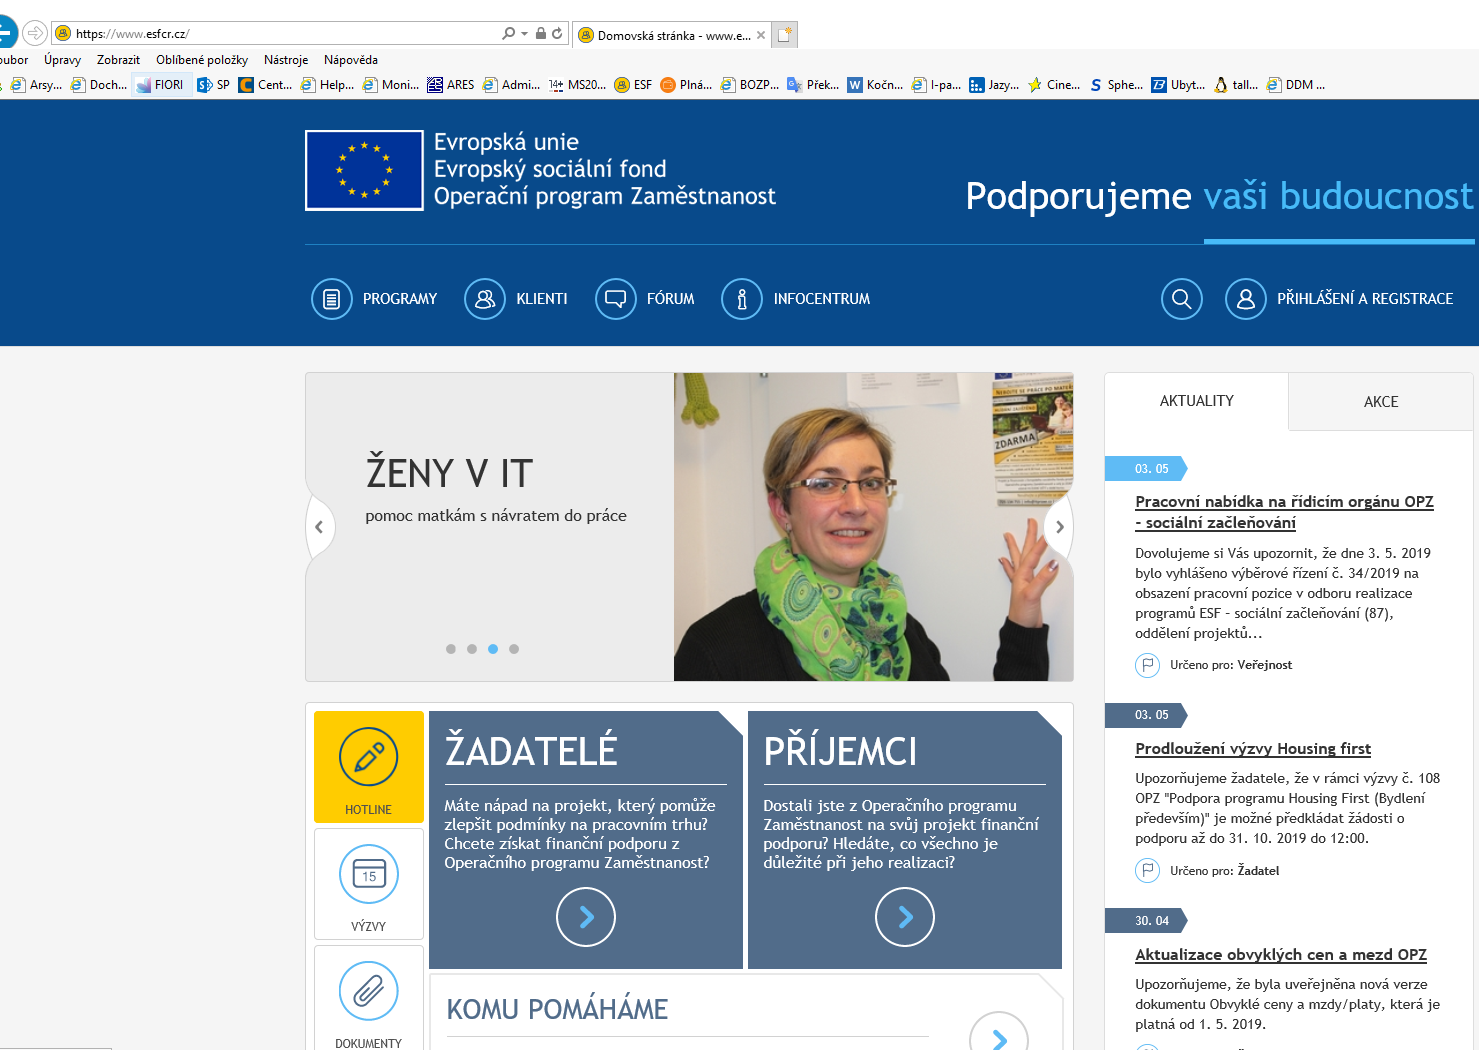 https://www.esfcr.cz/
Domovská stránka - www.e...
oubor Úpravy Zobrazit Oblíbené položky Nástroje Nápověda
Arsy... Doch... FIORI SP Cent... Help... Moni... ARES Admi... 14+ MS20... ESF Plná... BOZP... Přek... W Kočn... I-pa... Jazy... Cine... S Sphe... Ubyt... tall... DDM ...
Evropská unie
Evropský sociální fond
Operační program Zaměstnanost
Podporujeme vaši budoucnost
PROGRAMY KLIENTI FÓRUM INFOCENTRUM PŘIHLÁŠENÍ A REGISTRACE
ŽENY V IT
pomoc matkám s návratem do práce
ZDARMA
HOTLINE
15
VÝZVY
DOKUMENTY
ŽADATELÉ
Máte nápad na projekt, který pomůže
zlepšit podmínky na pracovním trhu?
Chcete získat finanční podporu z
Operačního programu Zaměstnanost?
PŘÍJEMCI
Dostali jste z Operačního programu
Zaměstnanost na svůj projekt finanční
podporu? Hledáte, co všechno je
důležité při jeho realizaci?
KOMU POMÁHÁME
AKTUALITY AKCE
03. 05
Pracovní nabídka na řídicím orgánu OPZ
- sociální začleňování
Dovolujeme si Vás upozornit, že dne 3. 5. 2019
bylo vyhlášeno výběrové řízení č. 34/2019 na
obsazení pracovní pozice v odboru realizace
programů ESF – sociální začleňování (87),
oddělení projektů...
Určeno pro: Veřejnost
03. 05
Prodloužení výzvy Housing first
Upozorňujeme žadatele, že v rámci výzvy č. 108
OPZ "Podpora programu Housing First (Bydlení
především)" je možné předkládat žádosti o
podporu až do 31. 10. 2019 do 12:00.
Určeno pro: Žadatel
30. 04
Aktualizace obvyklých cen a mezd OPZ
Upozorňujeme, že byla uveřejněna nová verze
dokumentu Obvyklé ceny a mzdy/platy, která je
platná od 1. 5. 2019.